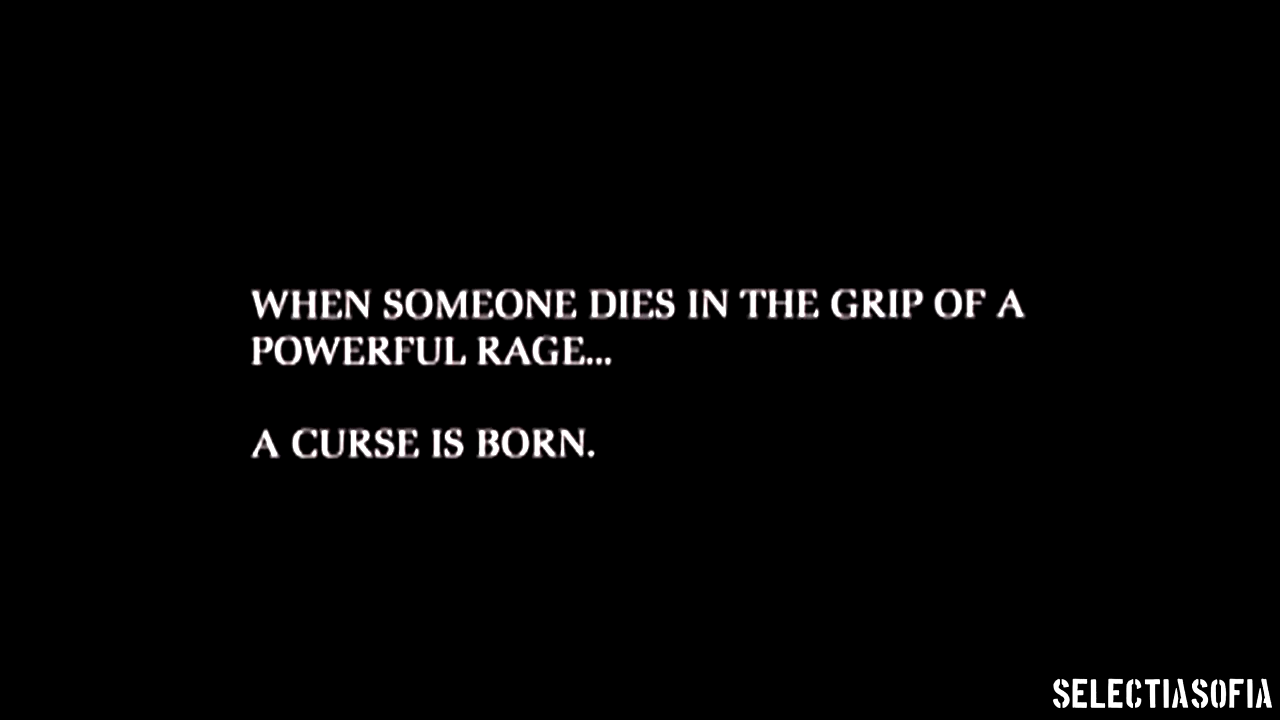 WHEN SOMEONE DIES IN THE GRIP OF A
POWERFUL RAGE...
A CURSE IS BORN.
SELECTIASOFIA